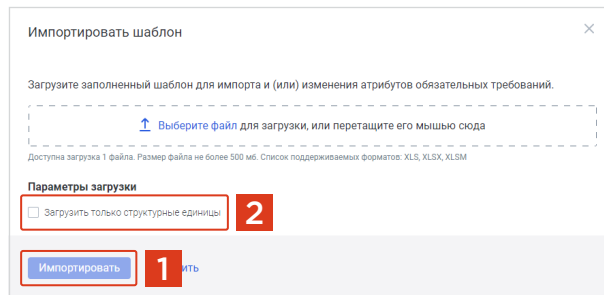 Импортировать шаблон
Загрузите заполненный шаблон для импорта и (или) изменения атрибутов обязательных требований.
Выберите файл для загрузки, или перетащите его мышью сюда
Доступна загрузка 1 файла. Размер файла не более 500 мб. Список поддерживаемых форматов: XLS, XLSX, XLSM
Параметры загрузки
Загрузить только структурные единицы 2
Импортировать 1 ить